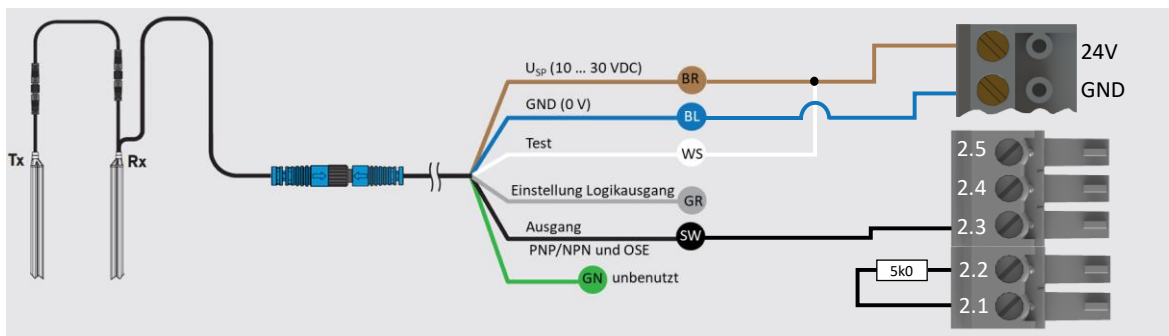 Tx
Rx
U_SP (10 ... 30 VDC)
BR
GND (0 V)
BL
Test
WS
Einstellung Logikausgang
GR
Ausgang
SW
PNP/NPN und OSE
GN
unbenutzt
24V
GND
2.5
2.4
2.3
2.2
2.1
5k0